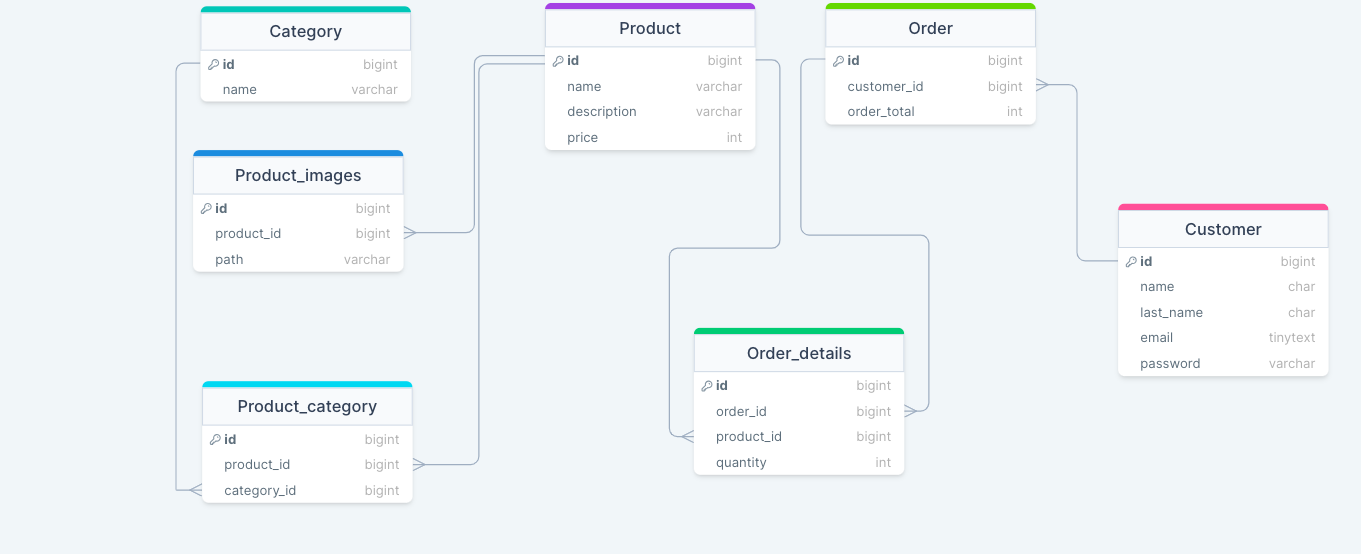 Category
id bigint
name varchar
Product_images
id bigint
product_id bigint
path varchar
Product_category
id bigint
product_id bigint
category_id bigint
Product
id bigint
name varchar
description varchar
price int
Order
id bigint
customer_id bigint
order_total int
Order_details
id bigint
order_id bigint
product_id bigint
quantity int
Customer
id bigint
name char
last_name char
email tinytext
password varchar